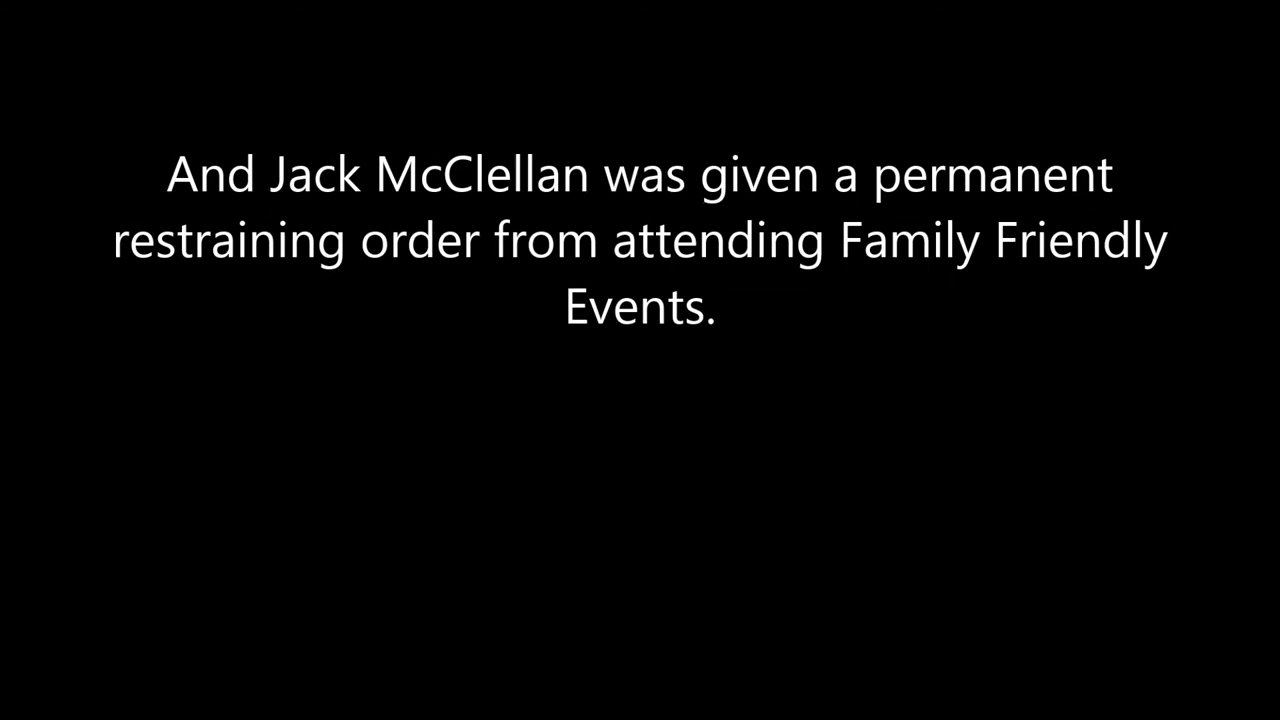 And Jack McClellan was given a permanent
restraining order from attending Family Friendly
Events.